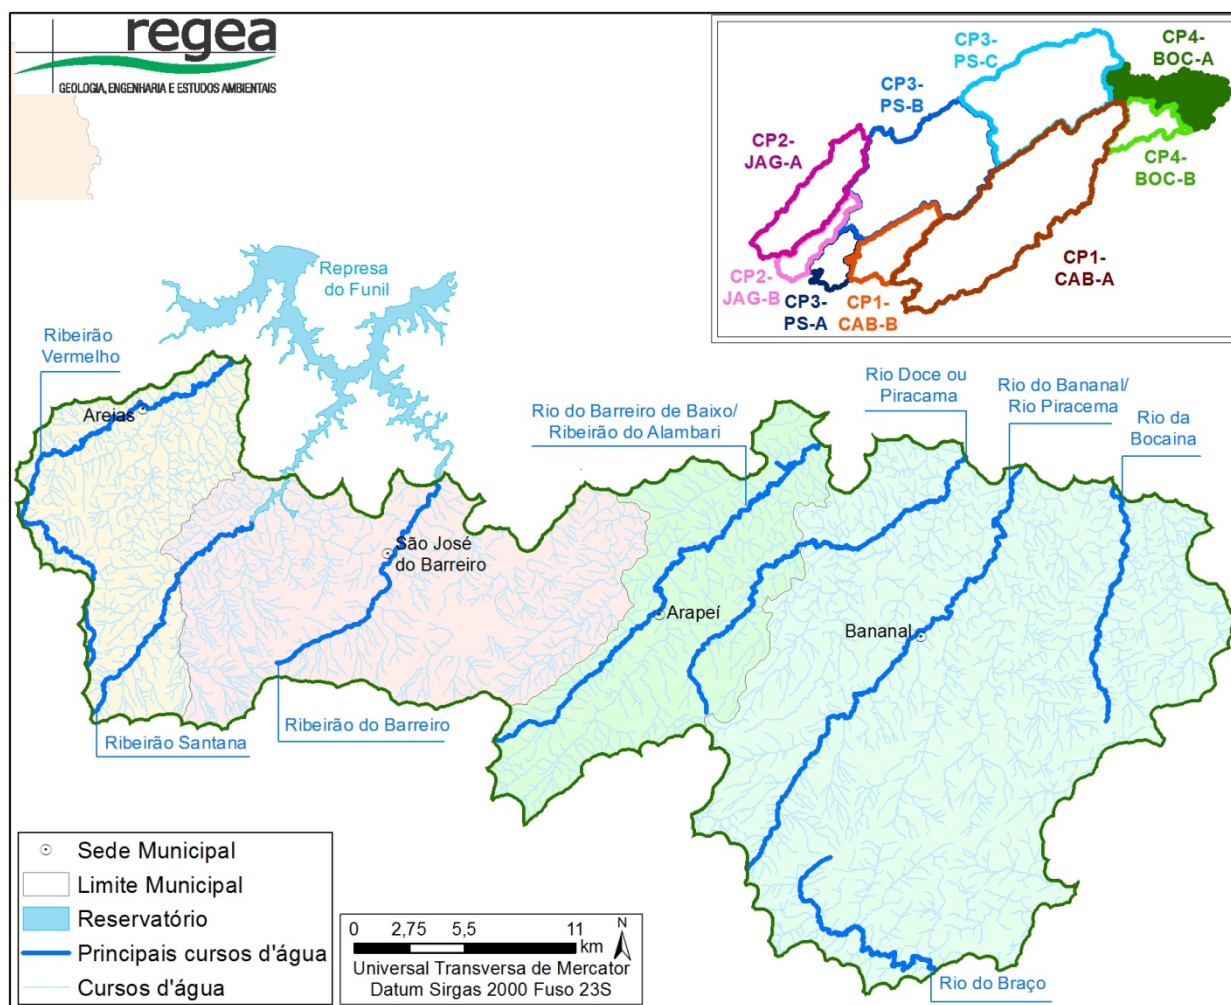 regea
GEOLOGIA, ENGENHARIA E ESTUDOS AMBIENTAIS
CP3-
PS-C
CP4-
BOC-A
CP3-
PS-B
CP2-
JAG-A
CP4-
BOC-B
CP1-
CAB-A
CP2-
JAG-B
CP3-
PS-A
CP1-
CAB-B
Represa
do Funil
Ribeirão
Vermelho
Areias
Rio do Barreiro de Baixo/
Ribeirão do Alambari
Rio Doce ou
Piracama
Rio do Bananal/
Rio Piracema
Rio da
Bocaina
São José
do Barreiro
Arapeí
Bananal
Ribeirão Santana
Ribeirão do Barreiro
Rio do Braço
Sede Municipal
Limite Municipal
Reservatório
Principais cursos d'água
Cursos d'água
0 2,75 5,5 11
km
N
Universal Transversa de Mercator
Datum Sirgas 2000 Fuso 23S